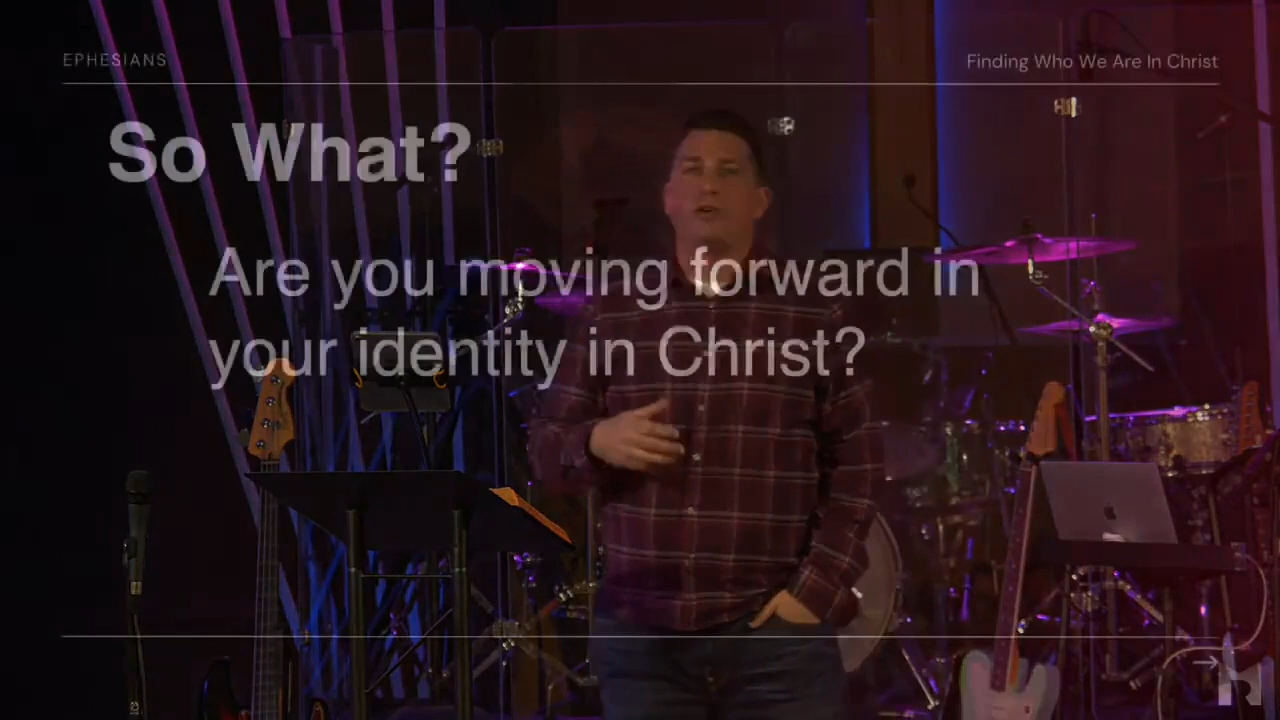 EPHESIANS
Finding Who We Are In Christ
So What?
Are you moving forward in
your identity in Christ?